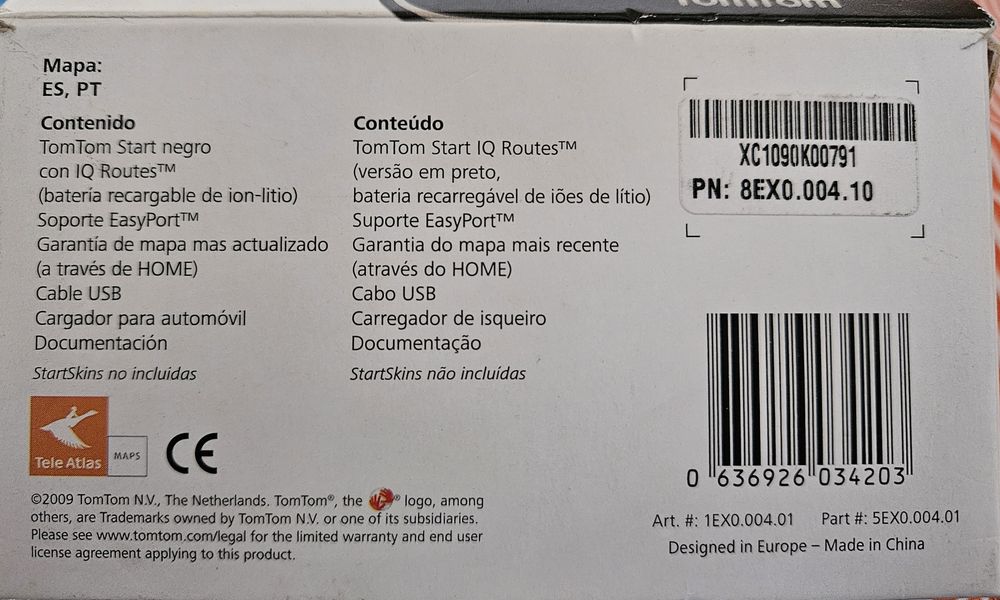 TomTom
Mapa:
ES, PT
Contenido
TomTom Start negro
con IQ Routes™
(batería recargable de ion-litio)
Soporte EasyPort™
Garantía de mapa mas actualizado
(a través de HOME)
Cable USB
Cargador para automóvil
Documentación
StartSkins no incluidas
Conteúdo
TomTom Start IQ Routes™
(versão em preto,
bateria recarregável de iões de lítio)
Suporte EasyPort™
Garantia do mapa mais recente
(através do HOME)
Cabo USB
Carregador de isqueiro
Documentação
StartSkins não incluídas
XC1090K00791
PN: 8EX0.004.10
Tele Atlas
MAPS
CE
©2009 TomTom N.V., The Netherlands. TomTom®, the ® logo, among
others, are Trademarks owned by TomTom N.V. or one of its subsidiaries.
Please see www.tomtom.com/legal for the limited warranty and end user
license agreement applying to this product.
0 636926 034203
Art. #: 1EX0.004.01 Part #: 5EX0.004.01
Designed in Europe – Made in China